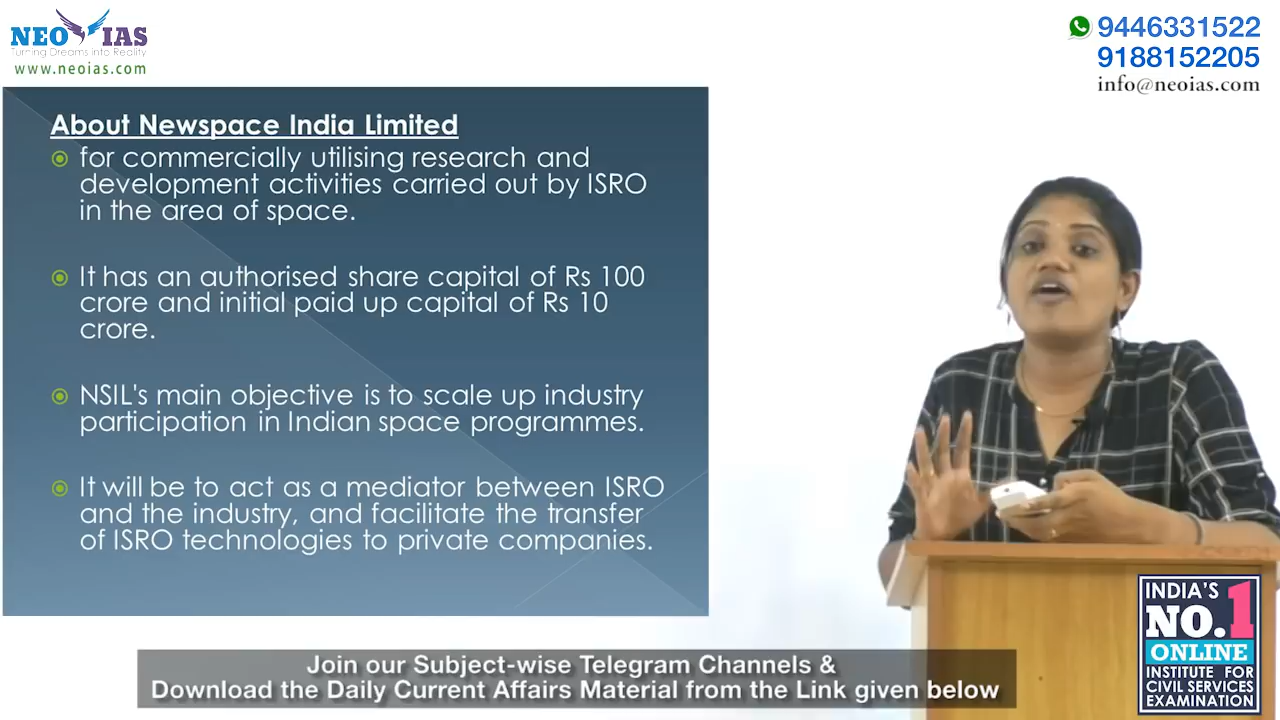 NEO IAS
Turning Dreams Into Reality
www.neoias.com
9446331522
9188152205
info@neoias.com
About Newspace India Limited
for commercially utilising research and
development activities carried out by ISRO
in the area of space.
It has an authorised share capital of Rs 100
crore and initial paid up capital of Rs 10
crore.
NSIL's main objective is to scale up industry
participation in Indian space programmes.
It will be to act as a mediator between ISRO
and the industry, and facilitate the transfer
of ISRO technologies to private companies.
INDIA'S
NO.1
ONLINE
INSTITUTE FOR
CIVIL SERVICES
EXAMINATION
Join our Subject-wise Telegram Channels &
Download the Daily Current Affairs Material from the Link given below